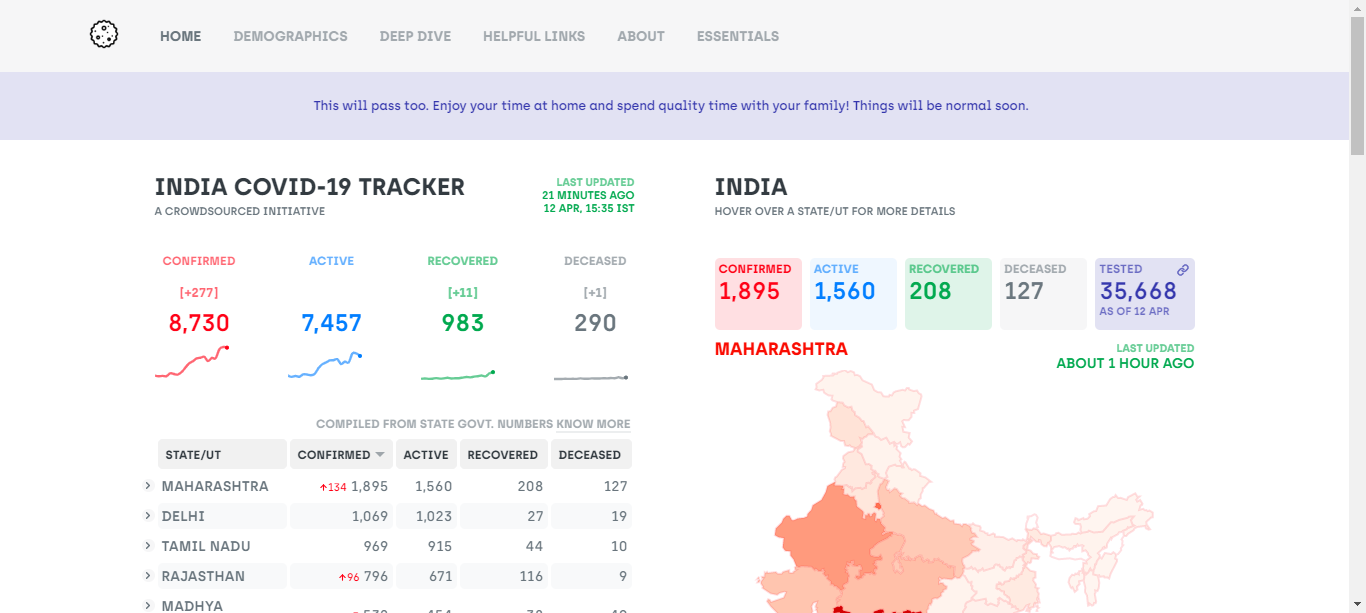 HOME DEMOGRAPHICS DEEP DIVE HELPFUL LINKS ABOUT ESSENTIALS
This will pass too. Enjoy your time at home and spend quality time with your family! Things will be normal soon.
INDIA COVID-19 TRACKER
A CROWDSOURCED INITIATIVE
LAST UPDATED
21 MINUTES AGO
12 APR, 15:35 IST
CONFIRMED ACTIVE RECOVERED DECEASED
[+277] [+11] [+1]
8,730 7,457 983 290
COMPILED FROM STATE GOVT. NUMBERS KNOW MORE
STATE/UT CONFIRMED ACTIVE RECOVERED DECEASED
MAHARASHTRA ↑134 1,895 1,560 208 127
DELHI 1,069 1,023 27 19
TAMIL NADU 969 915 44 10
RAJASTHAN ↑96 796 671 116 9
MADHYA
INDIA
HOVER OVER A STATE/UT FOR MORE DETAILS
CONFIRMED ACTIVE RECOVERED DECEASED TESTED
1,895 1,560 208 127 35,668
AS OF 12 APR
MAHARASHTRA
LAST UPDATED
ABOUT 1 HOUR AGO